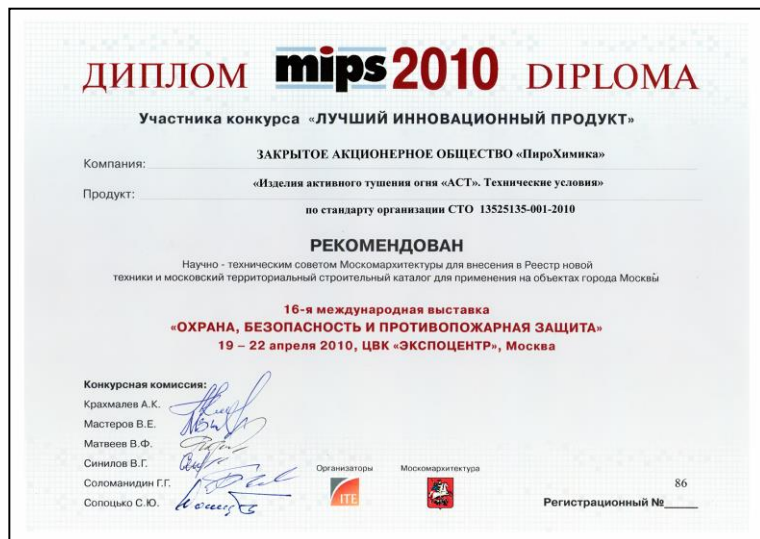 ДИПЛОМ mips 2010 DIPLOMA
Участника конкурса «ЛУЧШИЙ ИННОВАЦИОННЫЙ ПРОДУКТ»
Компания: ЗАКРЫТОЕ АКЦИОНЕРНОЕ ОБЩЕСТВО «ПироХимика»
Продукт: «Изделия активного тушения огня «АСТ». Технические условия»
по стандарту организации СТО 13525135-001-2010
РЕКОМЕНДОВАН
Научно - техническим советом Москомархитектуры для внесения в Реестр новой
техники и московский территориальный строительный каталог для применения на объектах города Москвы
16-я международная выставка
«ОХРАНА, БЕЗОПАСНОСТЬ И ПРОТИВОПОЖАРНАЯ ЗАЩИТА»
19 – 22 апреля 2010, ЦВК «ЭКСПОЦЕНТР», Москва
Конкурсная комиссия:
Крахмалев А.К.
Мастеров В.Е.
Матвеев В.Ф.
Синилов В.Г.
Соломанидин Г.Г.
Сопоцько С.Ю.
Организаторы
ITE
Москомархитектура
Регистрационный № 86